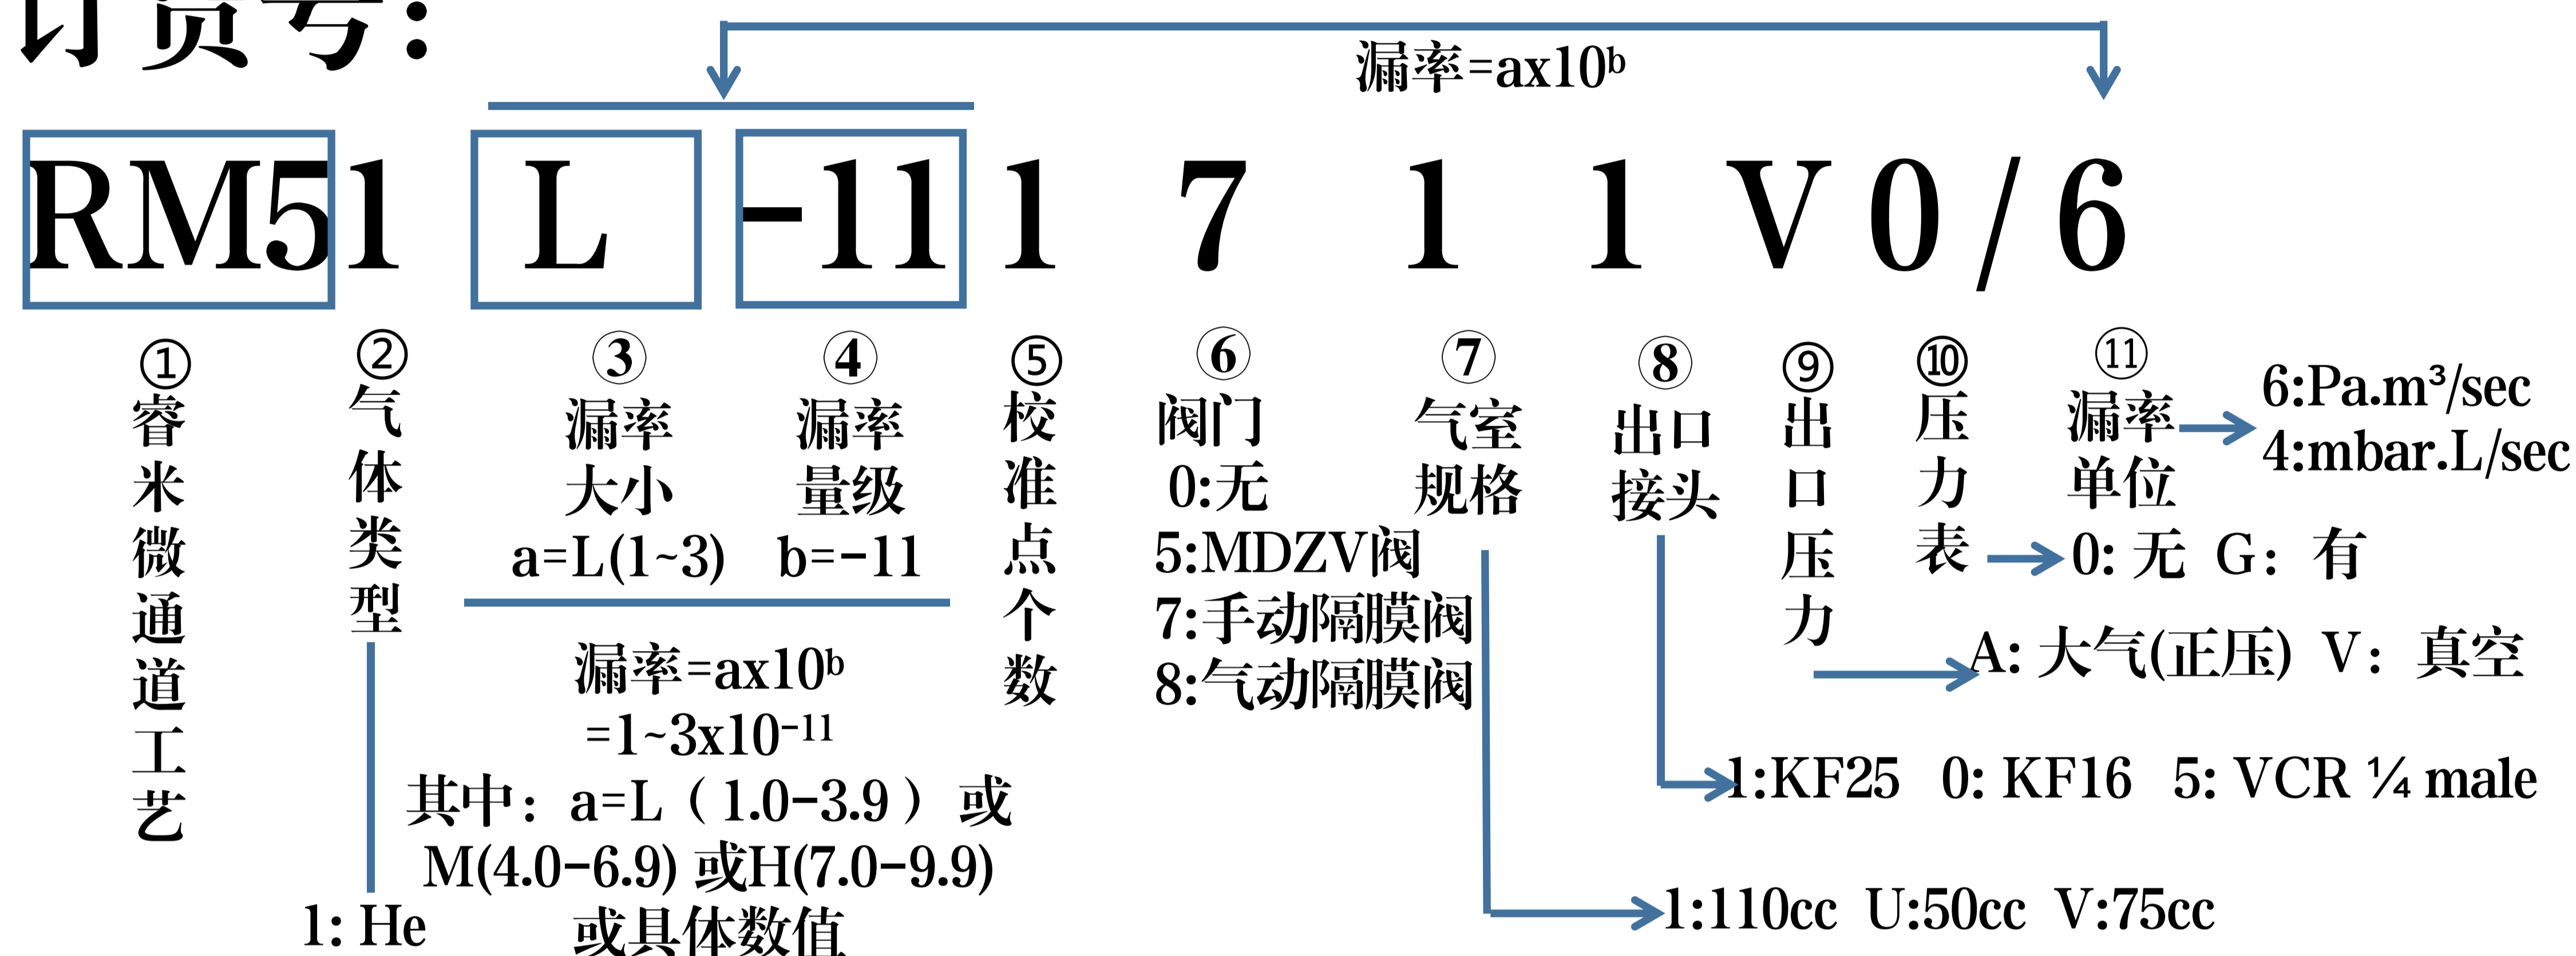 订货号:
漏率=ax10ᵇ
RM51 L -11 1 7 1 1 V 0 / 6
①
睿米微通道工艺
②
气体类型
1: He
③
漏率
大小
a=L(1~3)
④
漏率
量级
b=-11
漏率=ax10ᵇ
=1~3x10⁻¹¹
其中: a=L（1.0-3.9）或
M(4.0-6.9) 或H(7.0-9.9)
或具体数值
⑤
校准点个数
⑥
阀门
0:无
5:MDZV阀
7:手动隔膜阀
8:气动隔膜阀
⑦
气室
规格
1:110cc U:50cc V:75cc
⑧
出口
接头
1:KF25 0: KF16 5: VCR ¼ male
⑨
出口压力
A: 大气(正压) V: 真空
⑩
压力表
0: 无 G: 有
⑪
漏率
单位
6:Pa.m³/sec
4:mbar.L/sec